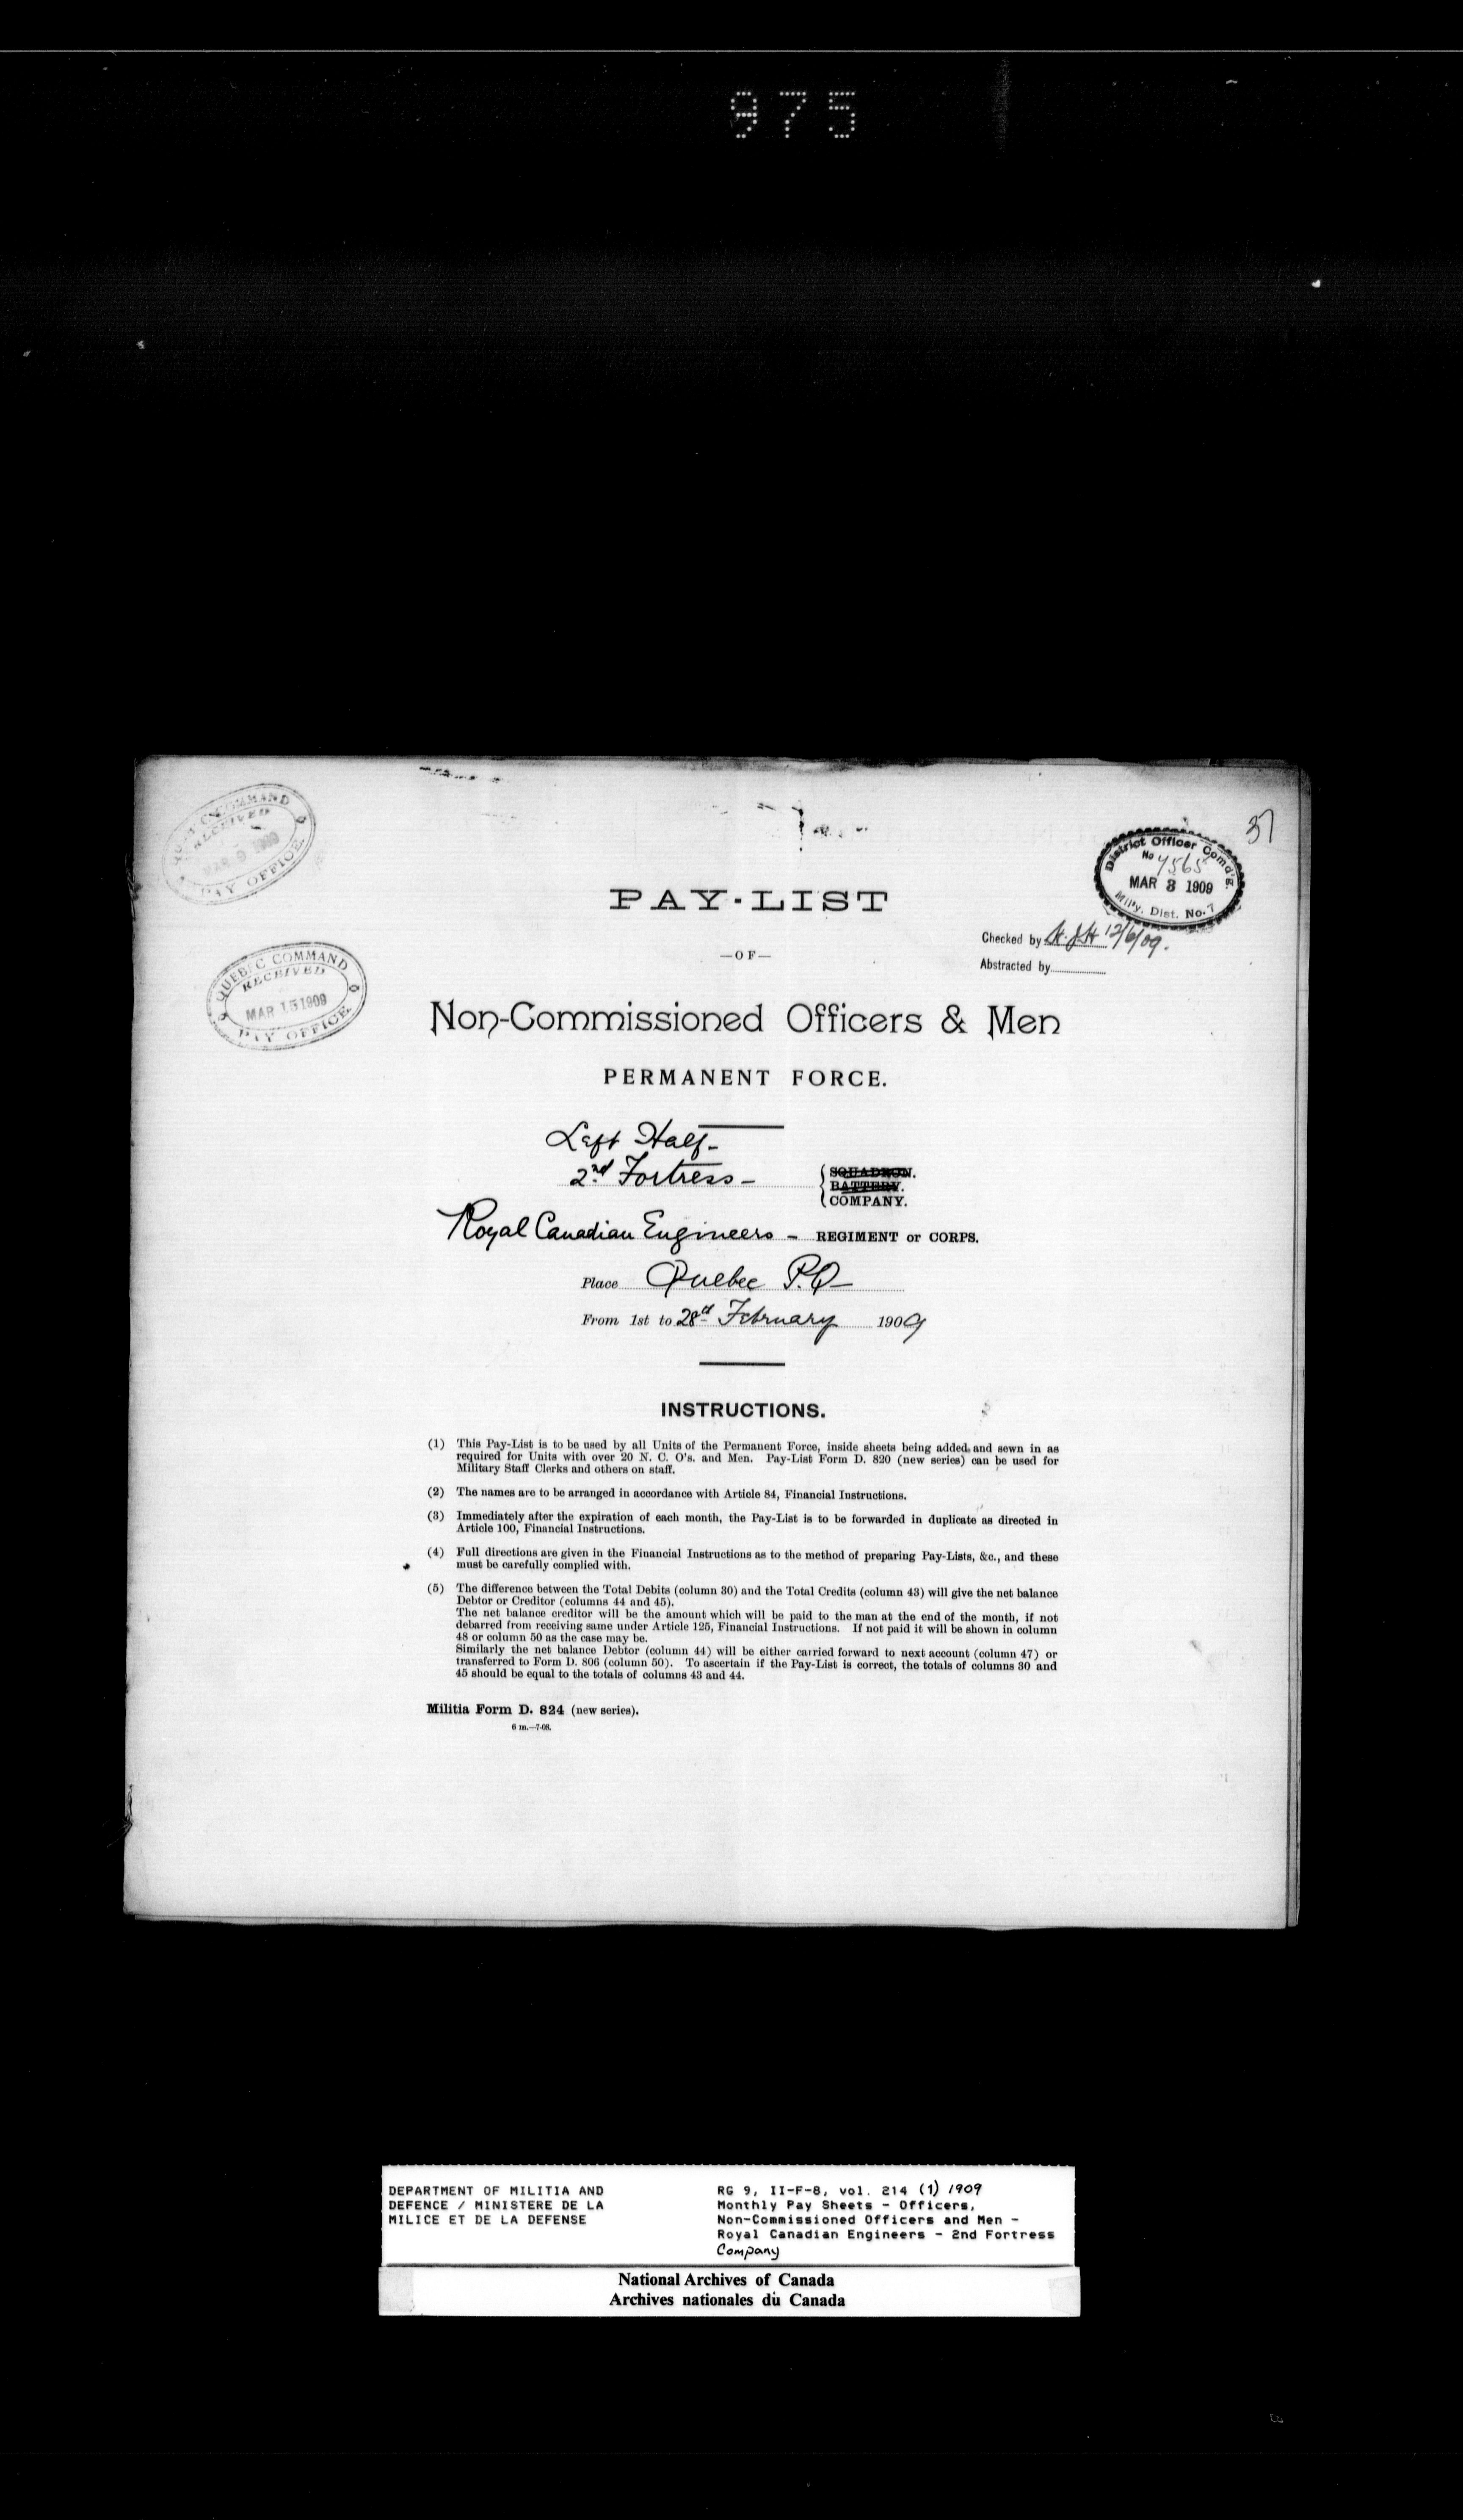 975
37
QUEBEC COMMAND
RECEIVED
MAR 9 1909
PAY OFFICE
District Officer Comd'g.
No 4565
MAR 3 1909
Mil'y. Dist. No. 7
PAY-LIST
Checked by H.J.H 12/6/09.
—OF—
Abstracted by
QUEBEC COMMAND
RECEIVED
MAR 15 1909
PAY OFFICE
Non-Commissioned Officers & Men
PERMANENT FORCE.
Left Half-
2nd Fortress -
SQUADRON.
BATTERY.
COMPANY.
Royal Canadian Engineers - REGIMENT or CORPS.
Place Quebec P.Q-
From 1st to 28th February 1909
INSTRUCTIONS.
(1) This Pay-List is to be used by all Units of the Permanent Force, inside sheets being added and sewn in as
required for Units with over 20 N. C. O's. and Men. Pay-List Form D. 820 (new series) can be used for
Military Staff Clerks and others on staff.
(2) The names are to be arranged in accordance with Article 84, Financial Instructions.
(3) Immediately after the expiration of each month, the Pay-List is to be forwarded in duplicate as directed in
Article 100, Financial Instructions.
(4) Full directions are given in the Financial Instructions as to the method of preparing Pay-Lists, &c., and these
must be carefully complied with.
(5) The difference between the Total Debits (column 30) and the Total Credits (column 43) will give the net balance
Debtor or Creditor (columns 44 and 45).
The net balance creditor will be the amount which will be paid to the man at the end of the month, if not
debarred from receiving same under Article 125, Financial Instructions. If not paid it will be shown in column
48 or column 50 as the case may be.
Similarly the net balance Debtor (column 44) will be either carried forward to next account (column 47) or
transferred to Form D. 806 (column 50). To ascertain if the Pay-List is correct, the totals of columns 30 and
45 should be equal to the totals of columns 43 and 44.
Militia Form D. 824 (new series).
6 m.—7-08.
DEPARTMENT OF MILITIA AND
DEFENCE / MINISTERE DE LA
MILICE ET DE LA DEFENSE
RG 9, II-F-8, vol. 214 (1) 1909
Monthly Pay Sheets - Officers,
Non-Commissioned Officers and Men -
Royal Canadian Engineers - 2nd Fortress
Company
National Archives of Canada
Archives nationales du Canada